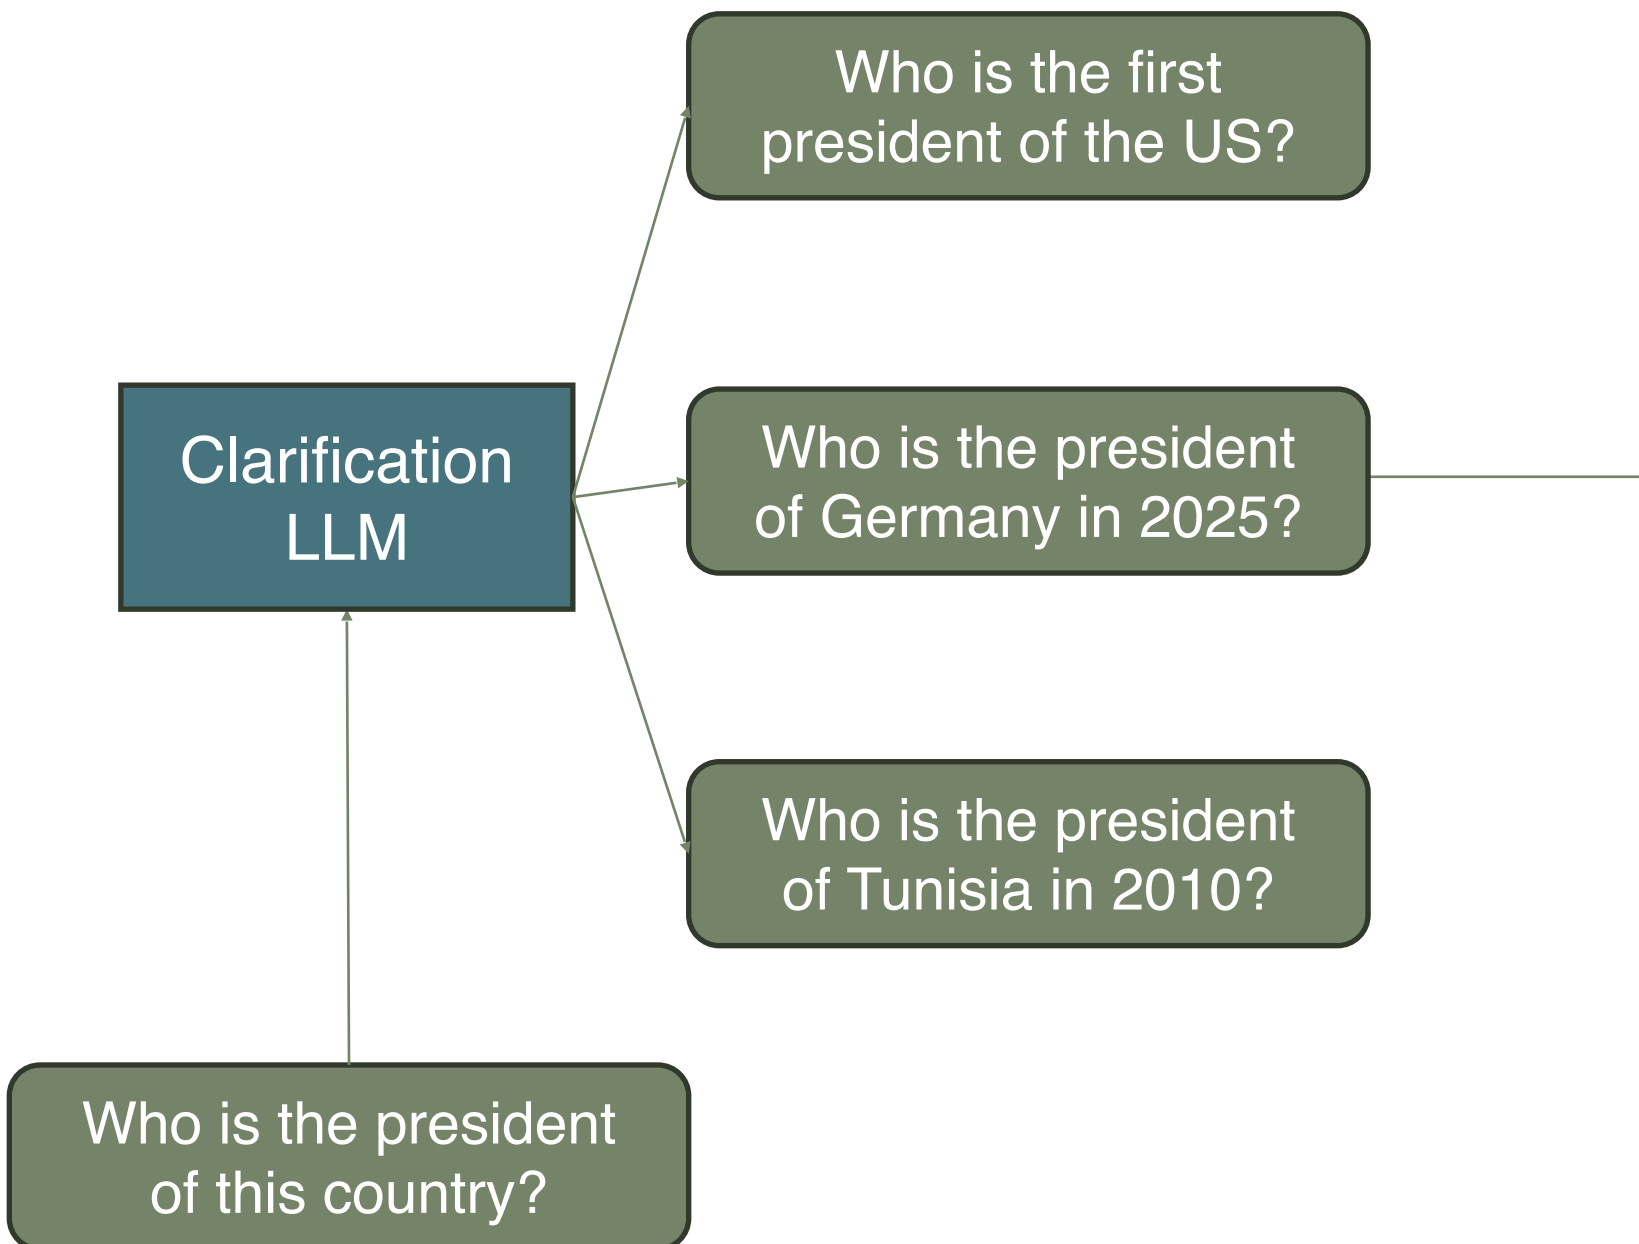 Who is the first
president of the US?
Clarification
LLM
Who is the president
of Germany in 2025?
Who is the president
of Tunisia in 2010?
Who is the president
of this country?